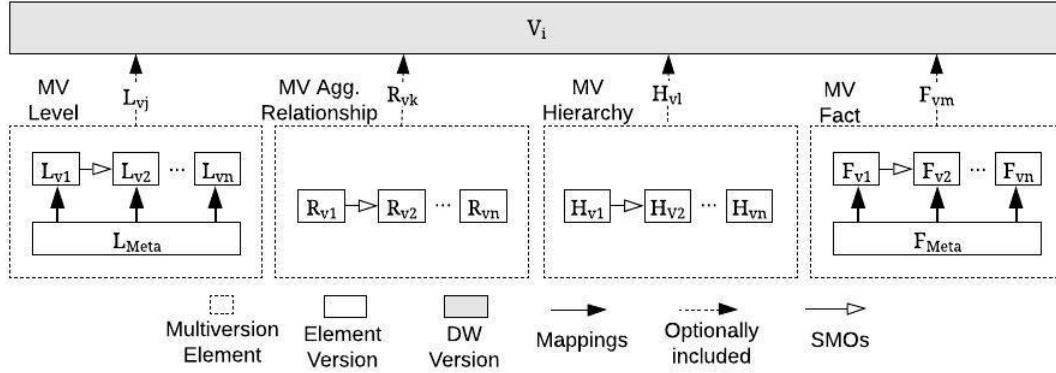 Vi
MV
Level
Lvj
MV Agg.
Relationship
Rvk
MV
Hierarchy
Hvl
MV
Fact
Fvm
Lv1 Lv2 ... Lvn
LMeta
Rv1 Rv2 ... Rvn
Hv1 HV2 ... Hvn
Fv1 Fv2 ... Fvn
FMeta
Multiversion
Element
Element
Version
DW
Version
Mappings
Optionally
included
SMOs